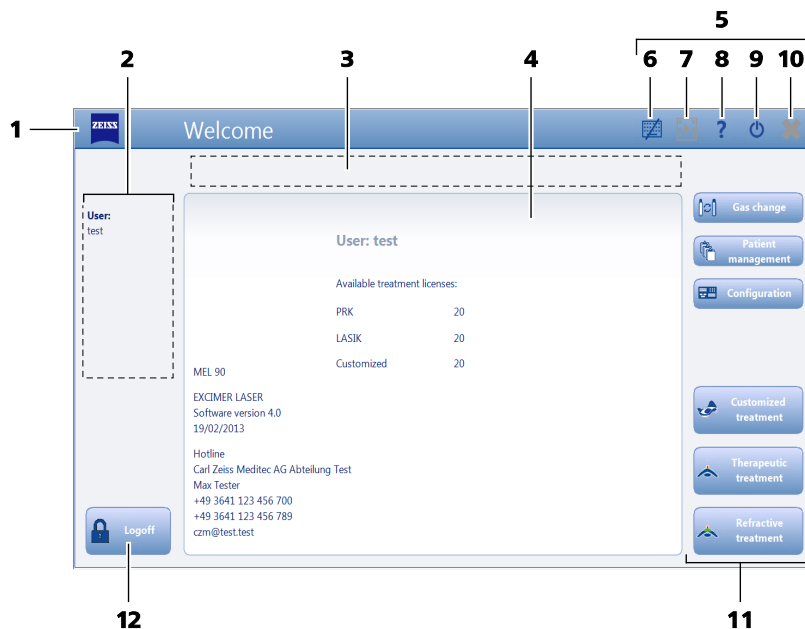 5
2 3 4 6 7 8 9 10
1
ZEISS
Welcome
?
User:
test
User: test
Available treatment licenses:
PRK 20
LASIK 20
Customized 20
MEL 90
EXCIMER LASER
Software version 4.0
19/02/2013
Hotline
Carl Zeiss Meditec AG Abteilung Test
Max Tester
+49 3641 123 456 700
+49 3641 123 456 789
czm@test.test
Gas change
Patient
management
Configuration
Customized
treatment
Therapeutic
treatment
Refractive
treatment
Logoff
12
11